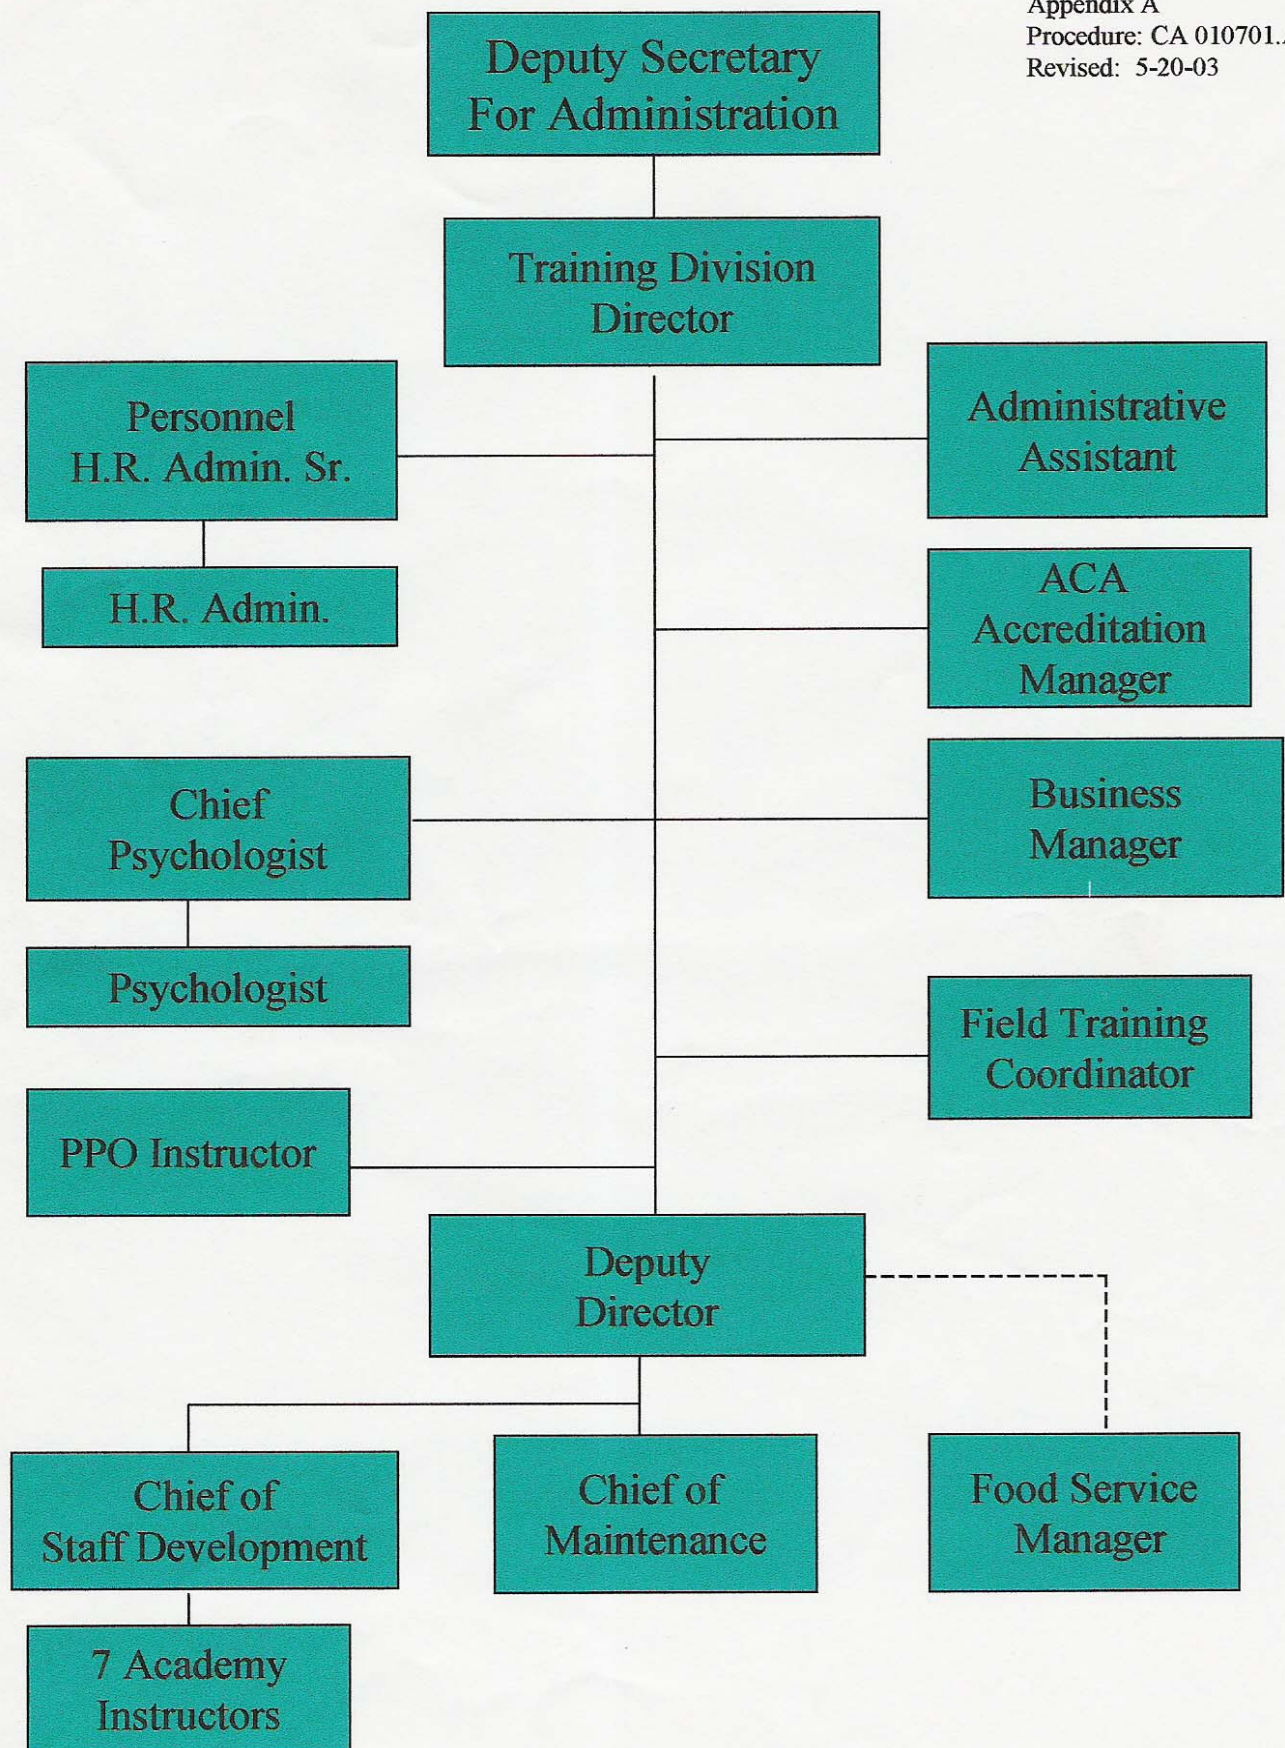 Appendix A
Procedure: CA 010701.
Revised: 5-20-03
Deputy Secretary
For Administration
Training Division
Director
Personnel
H.R. Admin. Sr.
Administrative
Assistant
H.R. Admin.
ACA
Accreditation
Manager
Chief
Psychologist
Business
Manager
Psychologist
Field Training
Coordinator
PPO Instructor
Deputy
Director
Chief of
Staff Development
Chief of
Maintenance
Food Service
Manager
7 Academy
Instructors